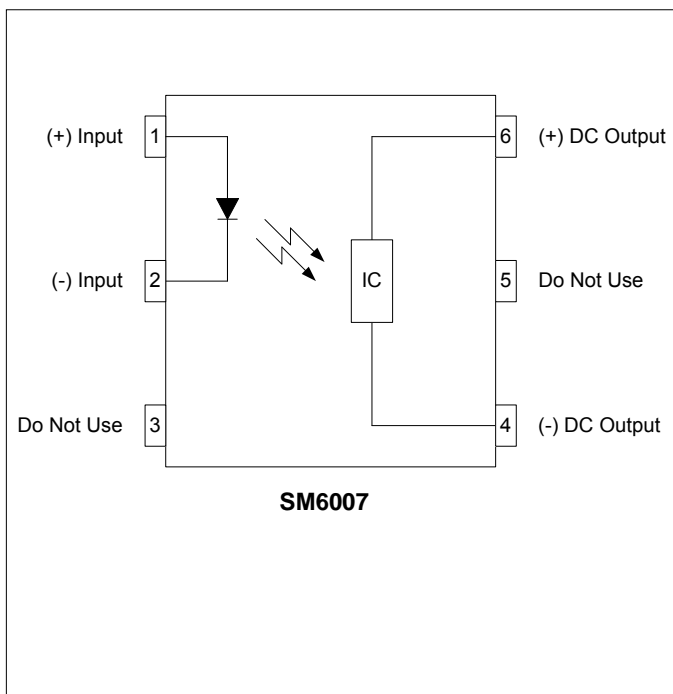 (+) Input 1
6 (+) DC Output
(-) Input 2
IC
5 Do Not Use
Do Not Use 3
4 (-) DC Output
SM6007